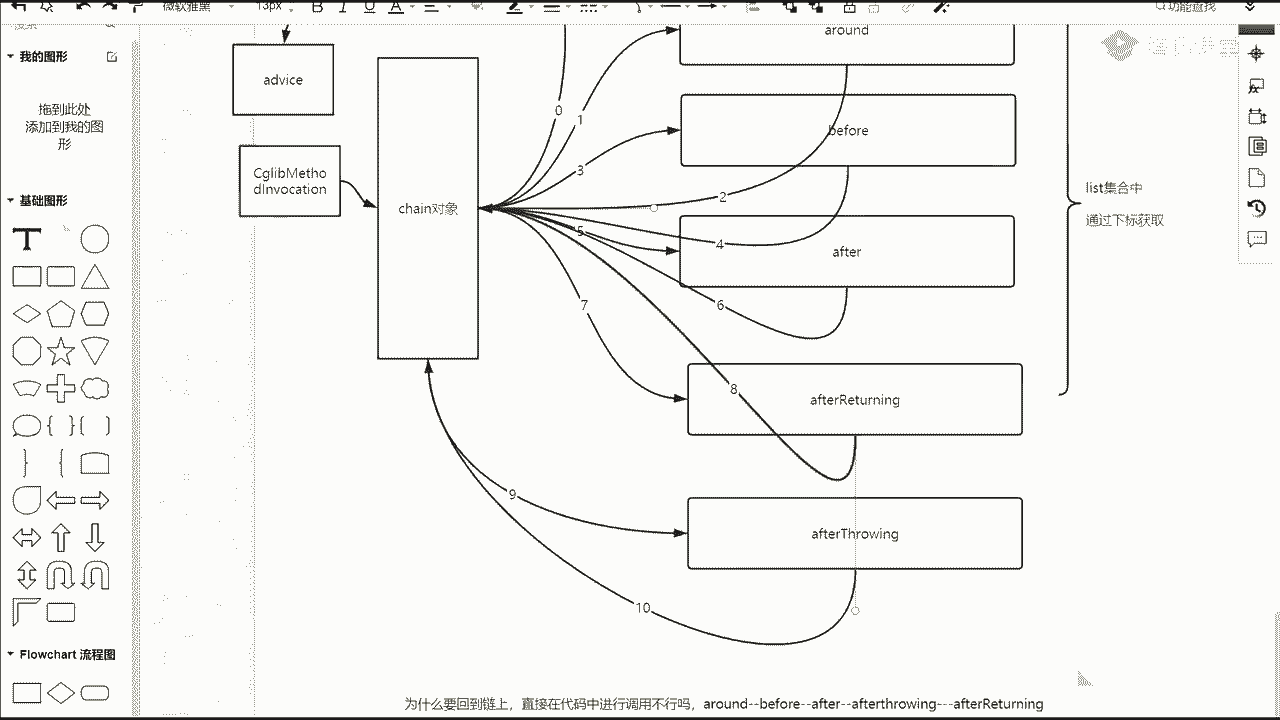 微软雅黑
13px
B
I
U
A
功能查找
我的图形
拖到此处
添加到我的图
形
基础图形
T
Flowchart 流程图
advice
CglibMetho
dInvocation
chain对象
around
before
after
afterReturning
afterThrowing
0
1
3
2
5
4
6
7
8
9
10
list集合中
通过下标获取
为什么要回到链上，直接在代码中进行调用不行吗，around--before--after--afterthrowing---afterReturning